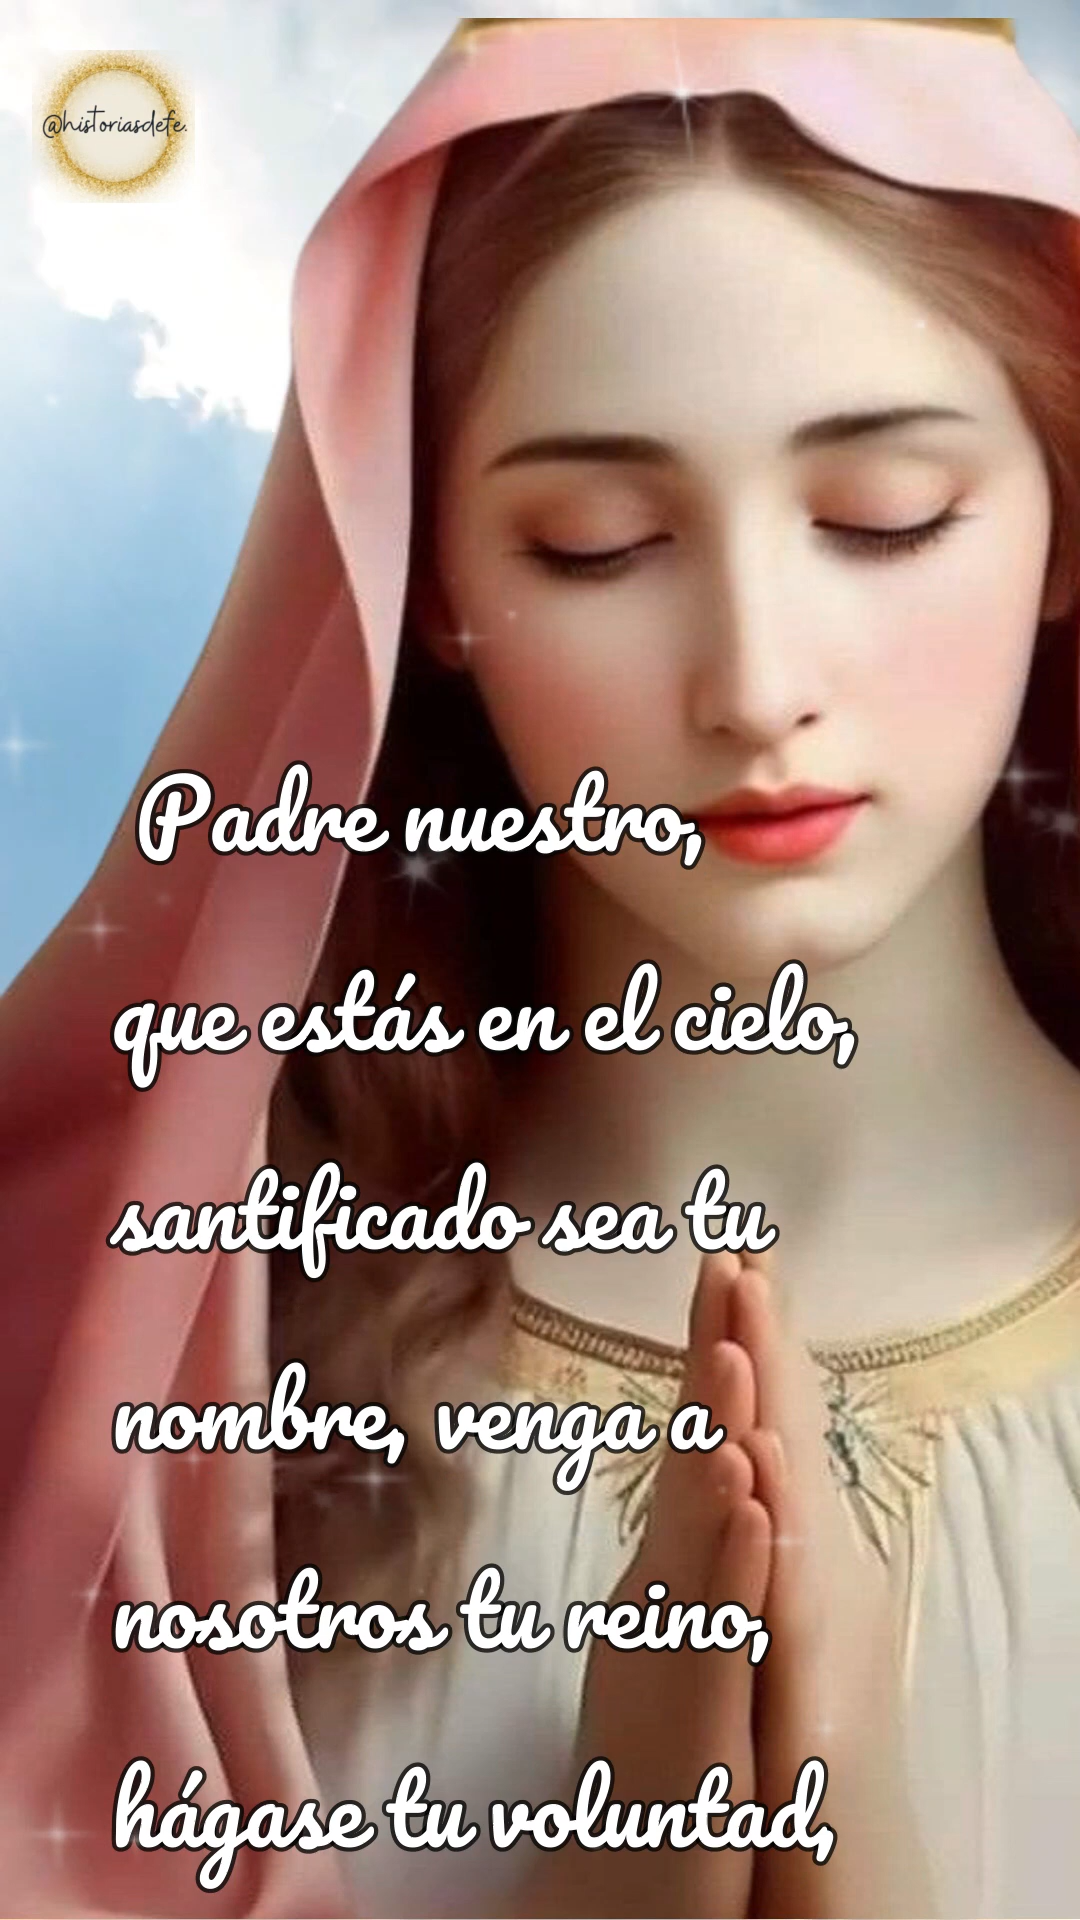 @historiasdefe.
Padre nuestro,
que estás en el cielo,
santificado sea tu
nombre, venga a
nosotros tu reino,
hágase tu voluntad,